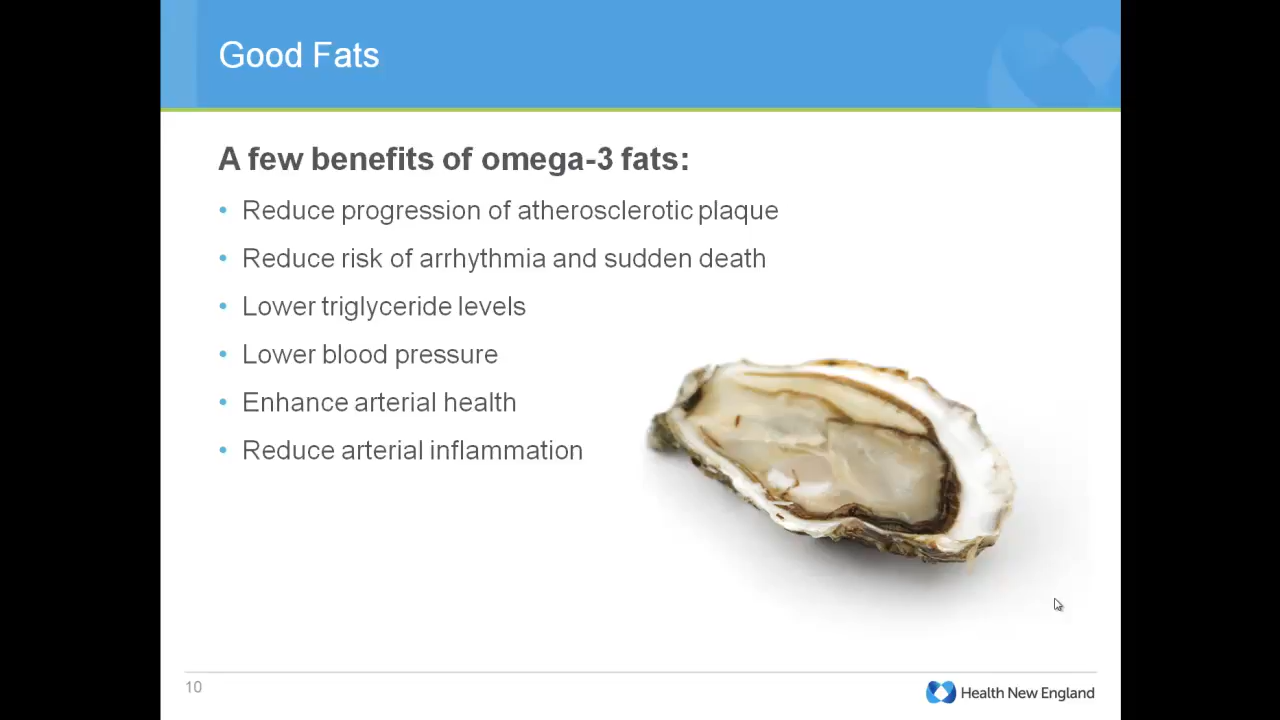 Good Fats
A few benefits of omega-3 fats:
• Reduce progression of atherosclerotic plaque
• Reduce risk of arrhythmia and sudden death
• Lower triglyceride levels
• Lower blood pressure
• Enhance arterial health
• Reduce arterial inflammation
10
Health New England